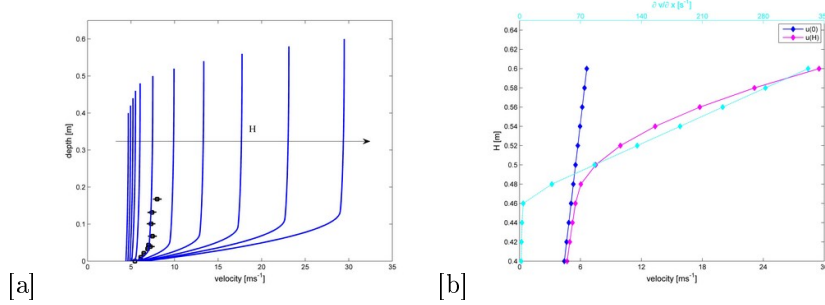 [a]
depth [m]
0.6
0.5
0.4
0.3
0.2
0.1
0
H
0 5 10 15 20 25 30 35
velocity [ms⁻¹]
[b]
∂ v/∂ x [s⁻¹]
0 70 140 210 280 35
u(0)
u(H)
H [m]
0.64
0.62
0.6
0.58
0.56
0.54
0.52
0.5
0.48
0.46
0.44
0.42
0.4
0 6 12 18 24 30
velocity [ms⁻¹]